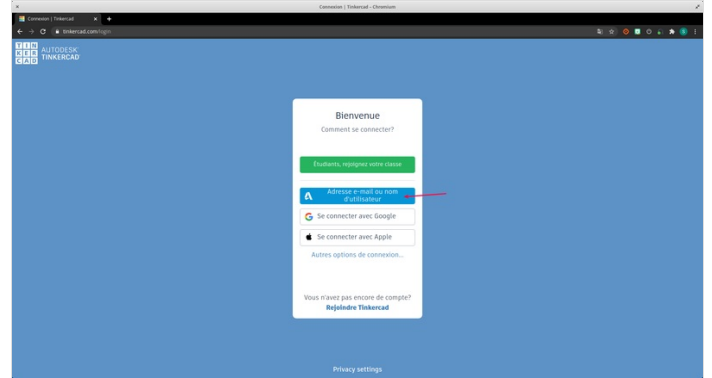 Connexion | Tinkercad - Chromium
Connexion | Tinkercad
tinkercad.com/login
TIN
KER
CAD
AUTODESK
TINKERCAD
Bienvenue
Comment se connecter?
Étudiants, rejoignez votre classe
Adresse e-mail ou nom
d'utilisateur
Se connecter avec Google
Se connecter avec Apple
Autres options de connexion...
Vous n'avez pas encore de compte?
Rejoindre Tinkercad
Privacy settings